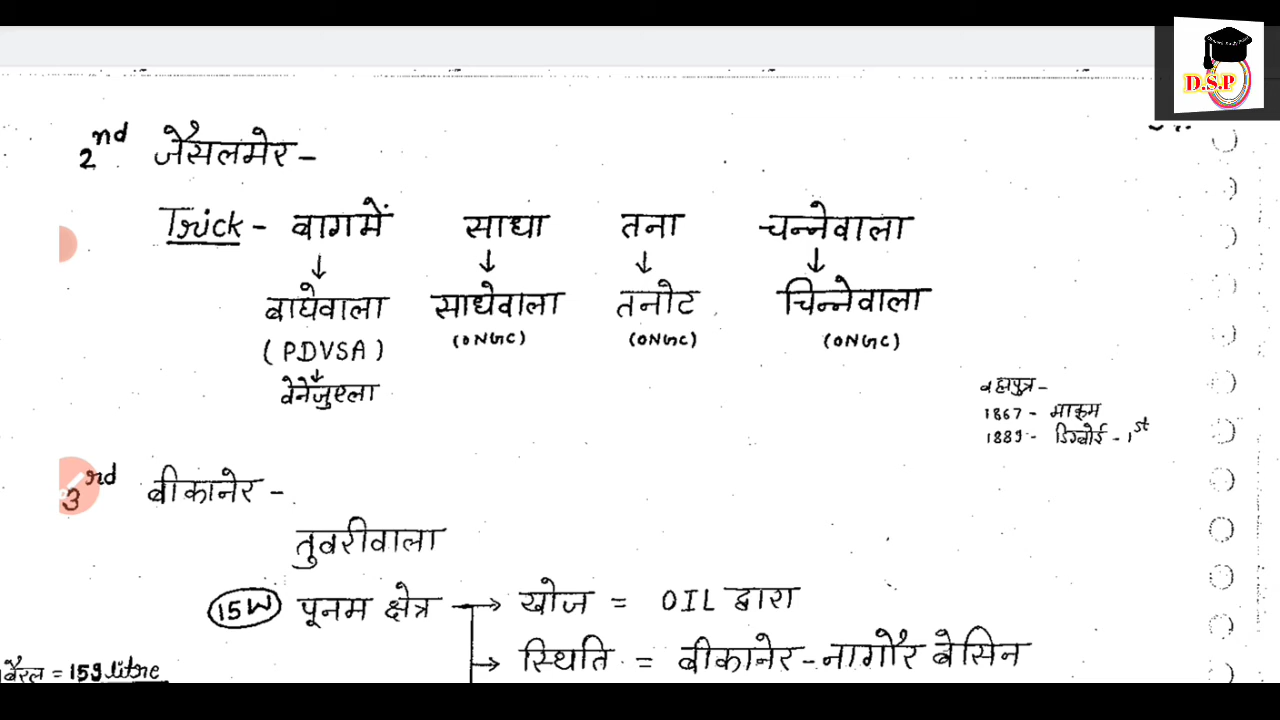 D.S.P
2nd जैसलमेर -
Trick - बागमें साधा तना चन्नेवाला
↓ ↓ ↓ ↓
बाघेवाला साधेवाला तनोट चिन्नेवाला
(PDVSA) (ONGC) (ONGC) (ONGC)
↓
वेनेजुएला
ब्रह्मपुत्र -
1867 - माकूम
1889 - डिग्बोई - 1st
3rd बीकानेर -
तुवरीवाला
15W पूनम क्षेत्र → खोज = OIL द्वारा
→ स्थिति = बीकानेर - नागौर बेसिन
बैरल = 159 litre